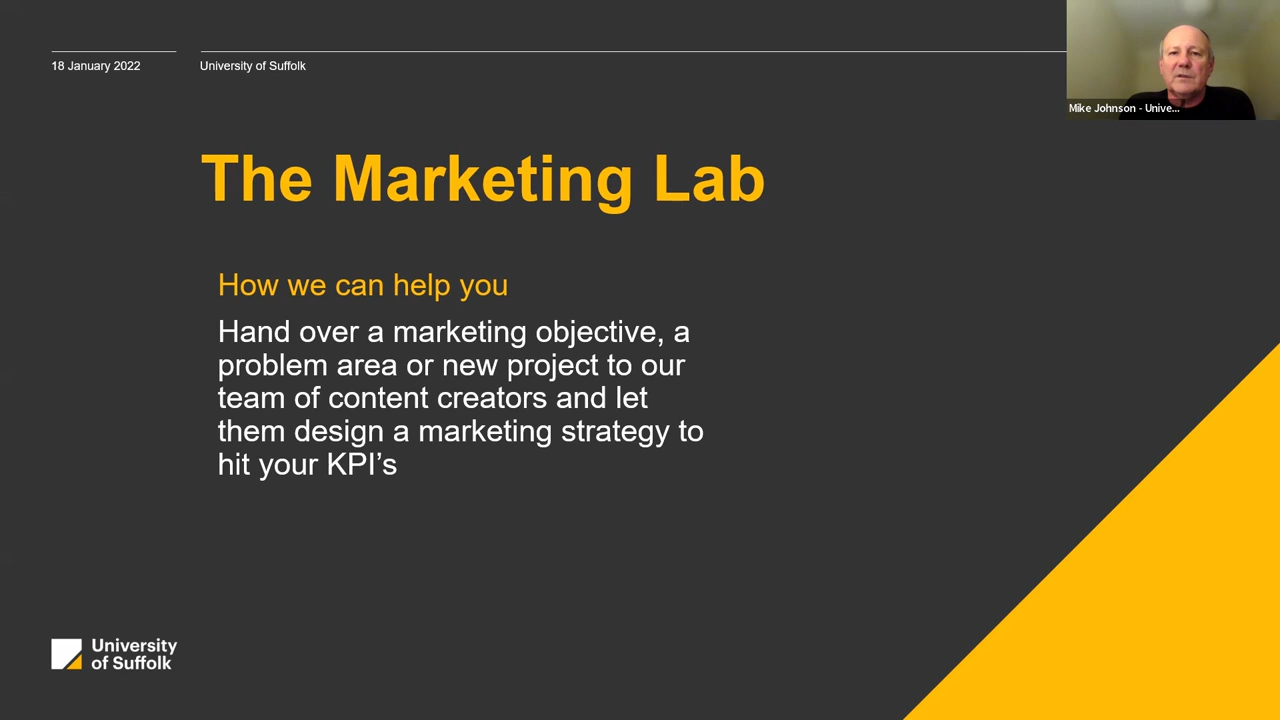 18 January 2022
University of Suffolk
Mike Johnson - Unive...
The Marketing Lab
How we can help you
Hand over a marketing objective, a
problem area or new project to our
team of content creators and let
them design a marketing strategy to
hit your KPI’s
University
of Suffolk